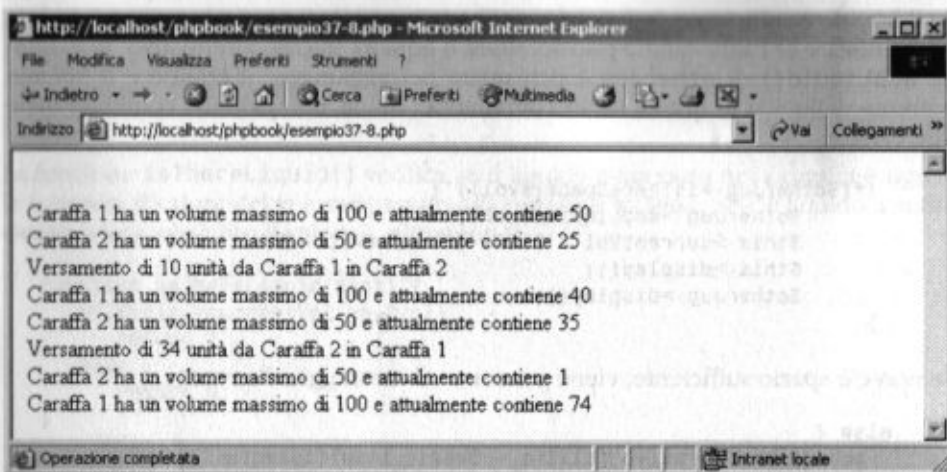 http://localhost/phpbook/esempio37-8.php - Microsoft Internet Explorer
File Modifica Visualizza Preferiti Strumenti ?
Indietro Cerca Preferiti Multimedia
Indirizzo http://localhost/phpbook/esempio37-8.php Vai Collegamenti »
Caraffa 1 ha un volume massimo di 100 e attualmente contiene 50
Caraffa 2 ha un volume massimo di 50 e attualmente contiene 25
Versamento di 10 unità da Caraffa 1 in Caraffa 2
Caraffa 1 ha un volume massimo di 100 e attualmente contiene 40
Caraffa 2 ha un volume massimo di 50 e attualmente contiene 35
Versamento di 34 unità da Caraffa 2 in Caraffa 1
Caraffa 2 ha un volume massimo di 50 e attualmente contiene 1
Caraffa 1 ha un volume massimo di 100 e attualmente contiene 74
Operazione completata Intranet locale